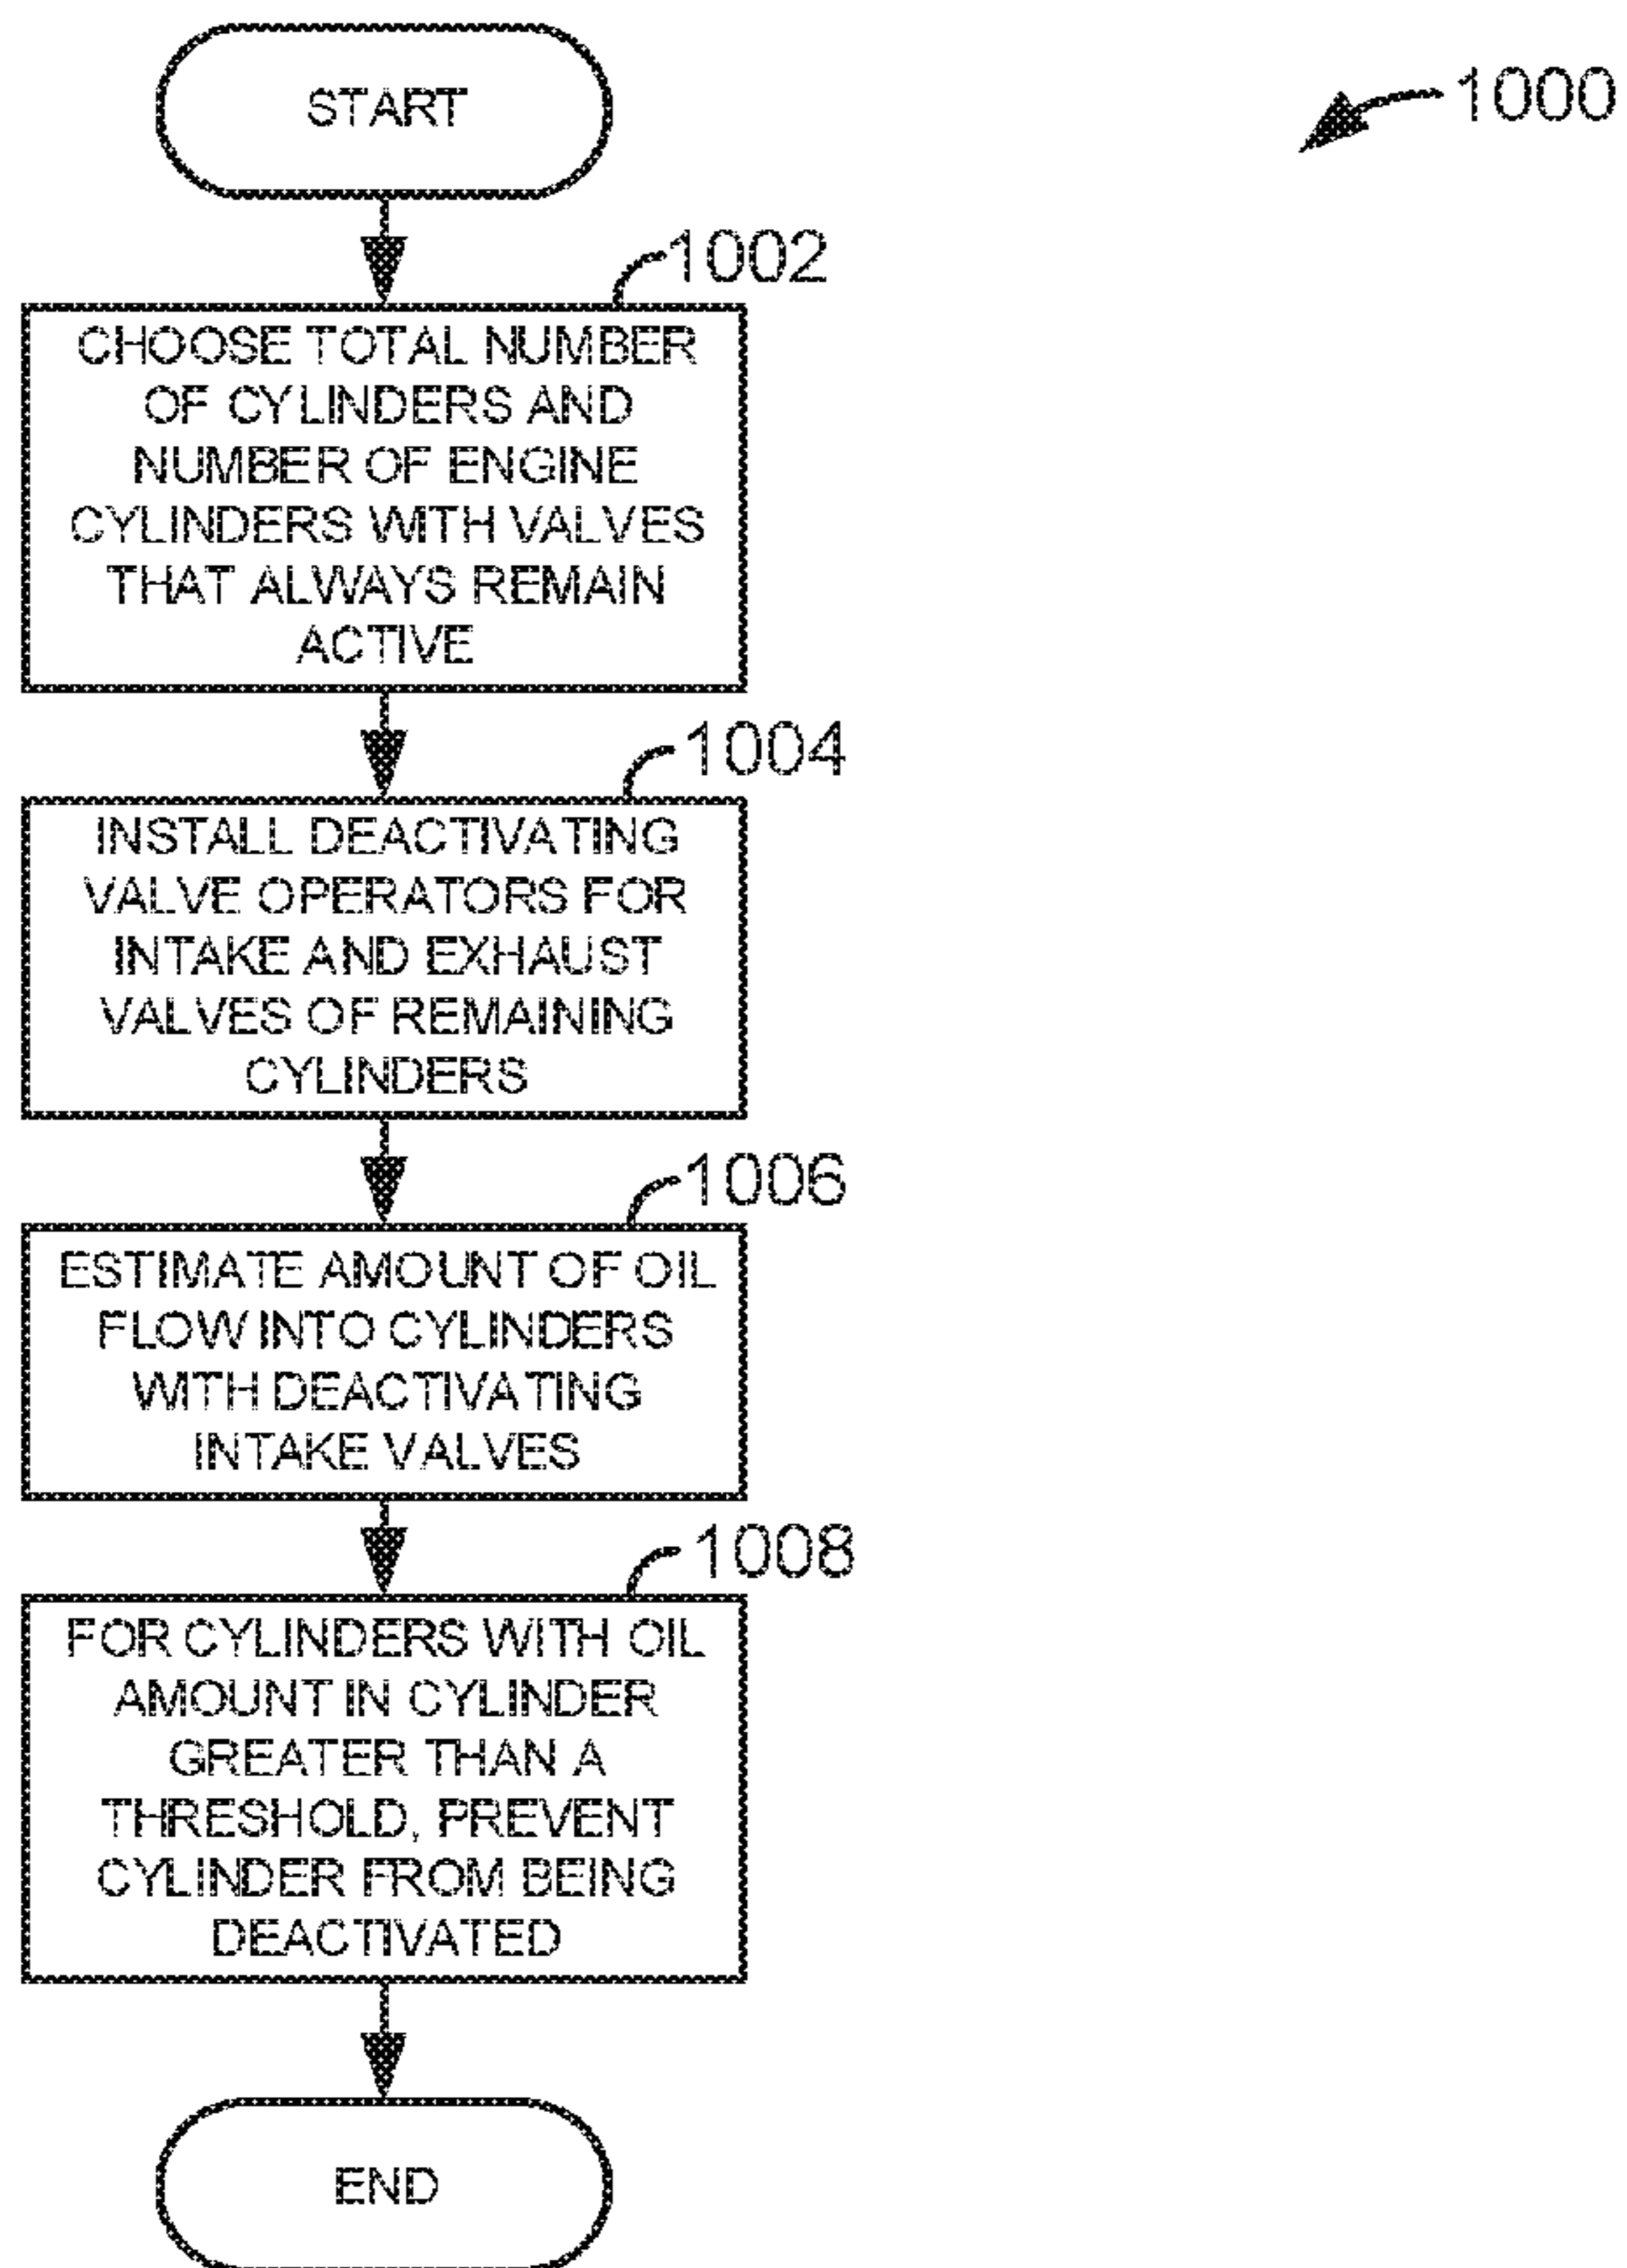 START
1000
1002
CHOOSE TOTAL NUMBER
OF CYLINDERS AND
NUMBER OF ENGINE
CYLINDERS WITH VALVES
THAT ALWAYS REMAIN
ACTIVE
1004
INSTALL DEACTIVATING
VALVE OPERATORS FOR
INTAKE AND EXHAUST
VALVES OF REMAINING
CYLINDERS
1006
ESTIMATE AMOUNT OF OIL
FLOW INTO CYLINDERS
WITH DEACTIVATING
INTAKE VALVES
1008
FOR CYLINDERS WITH OIL
AMOUNT IN CYLINDER
GREATER THAN A
THRESHOLD, PREVENT
CYLINDER FROM BEING
DEACTIVATED
END